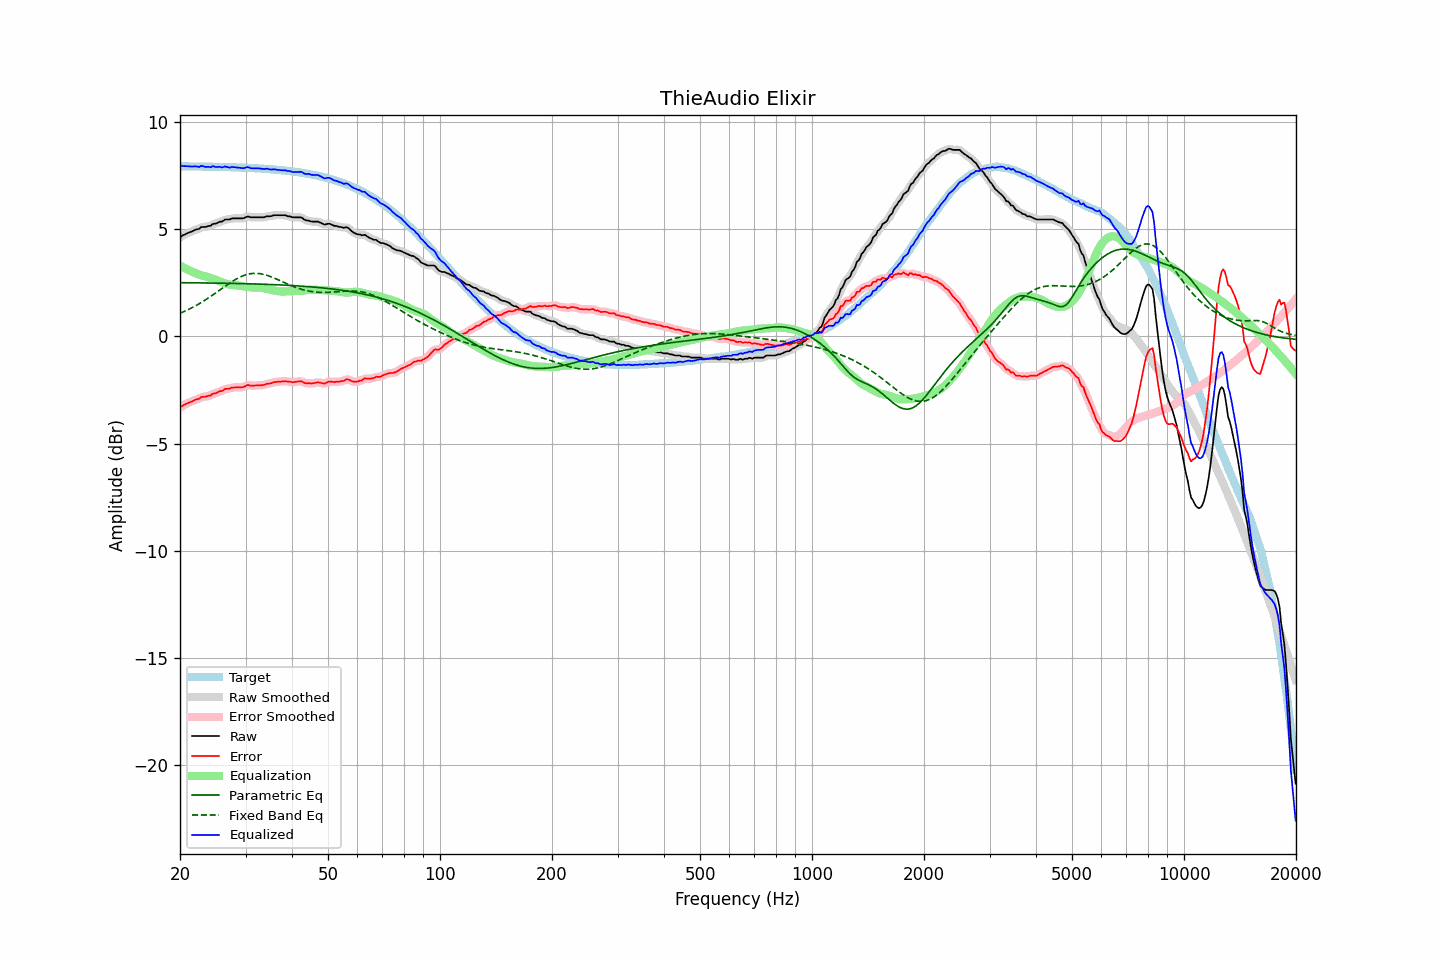 ThieAudio Elixir
10
5
0
−5
−10
−15
−20
Amplitude (dBr)
Target
Raw Smoothed
Error Smoothed
Raw
Error
Equalization
Parametric Eq
Fixed Band Eq
Equalized
20 50 100 200 500 1000 2000 5000 10000 20000
Frequency (Hz)